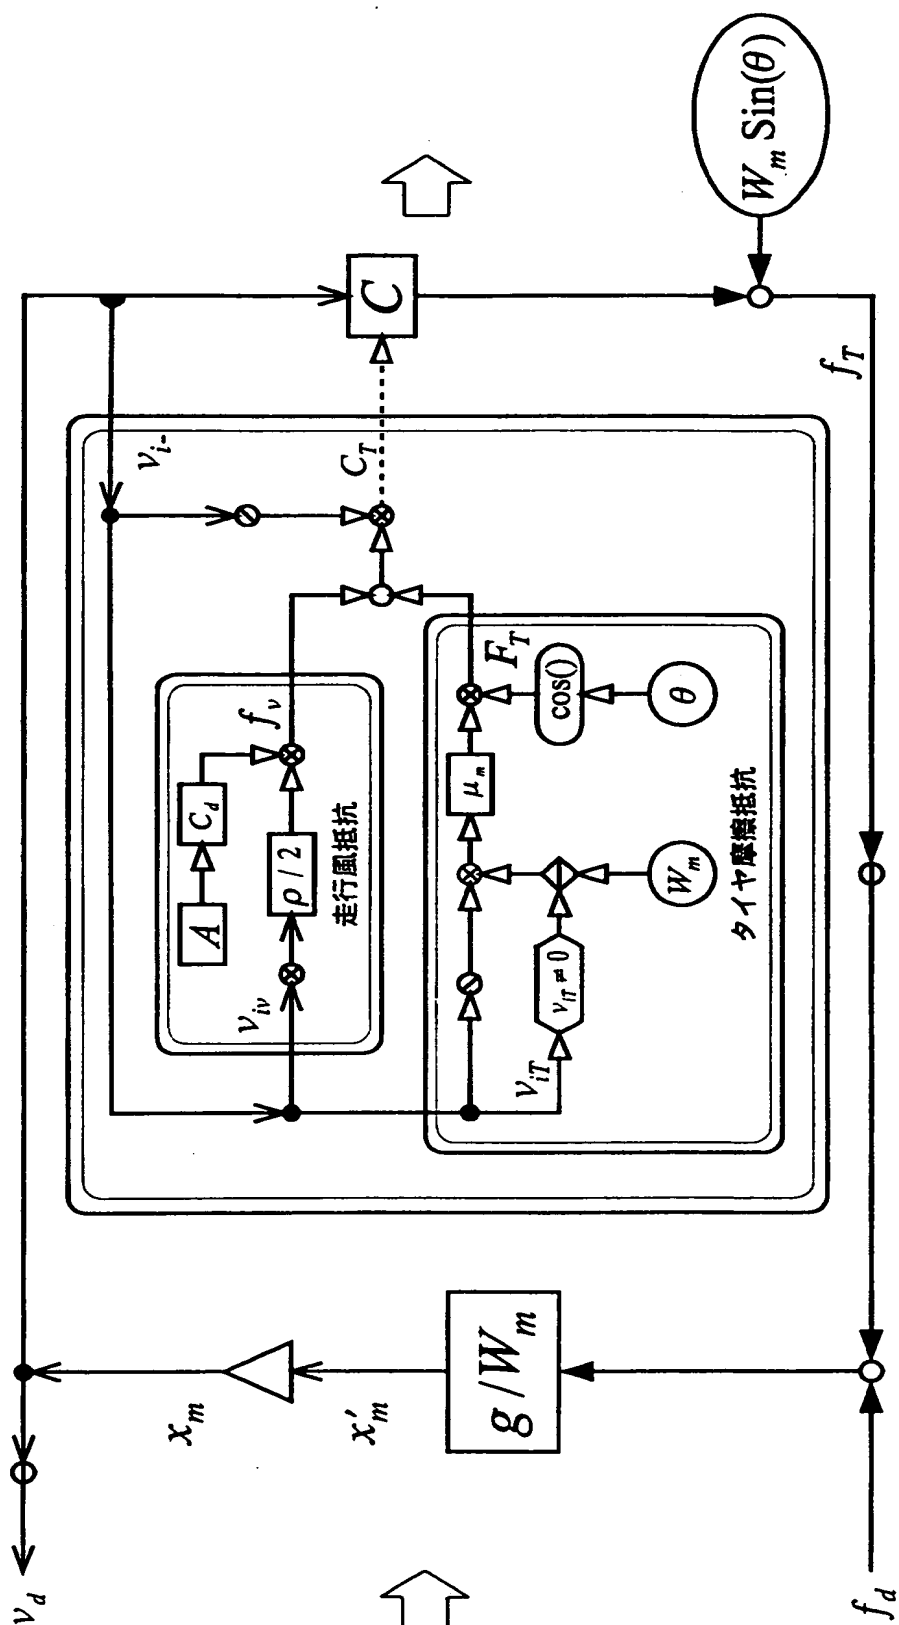 v_d
x_m
x'_m
g/W_m
f_d
v_i-
C_T
C
W_m Sin(θ)
f_T
A
C_d
f_v
v_iv
ρ/2
走行風抵抗
μ_m
F_T
cos()
θ
v_iT
v_iT≠0
W_m
タイヤ摩擦抵抗